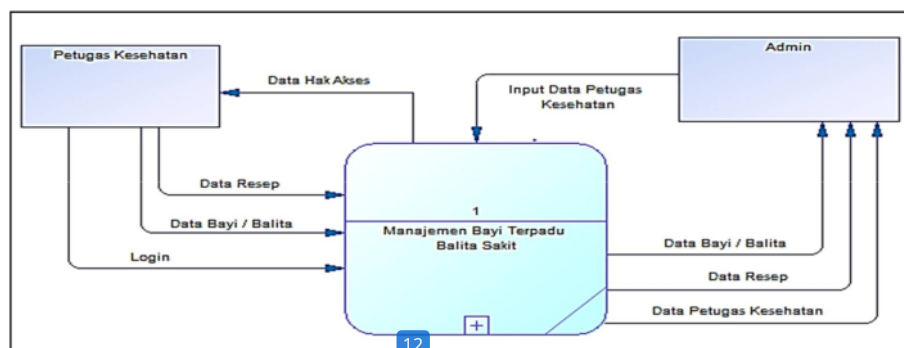 Petugas Kesehatan
Admin
Data Hak Akses
Input Data Petugas
Kesehatan
Data Resep
Data Bayi / Balita
Login
1
Manajemen Bayi Terpadu
Balita Sakit
Data Bayi / Balita
Data Resep
Data Petugas Kesehatan
12